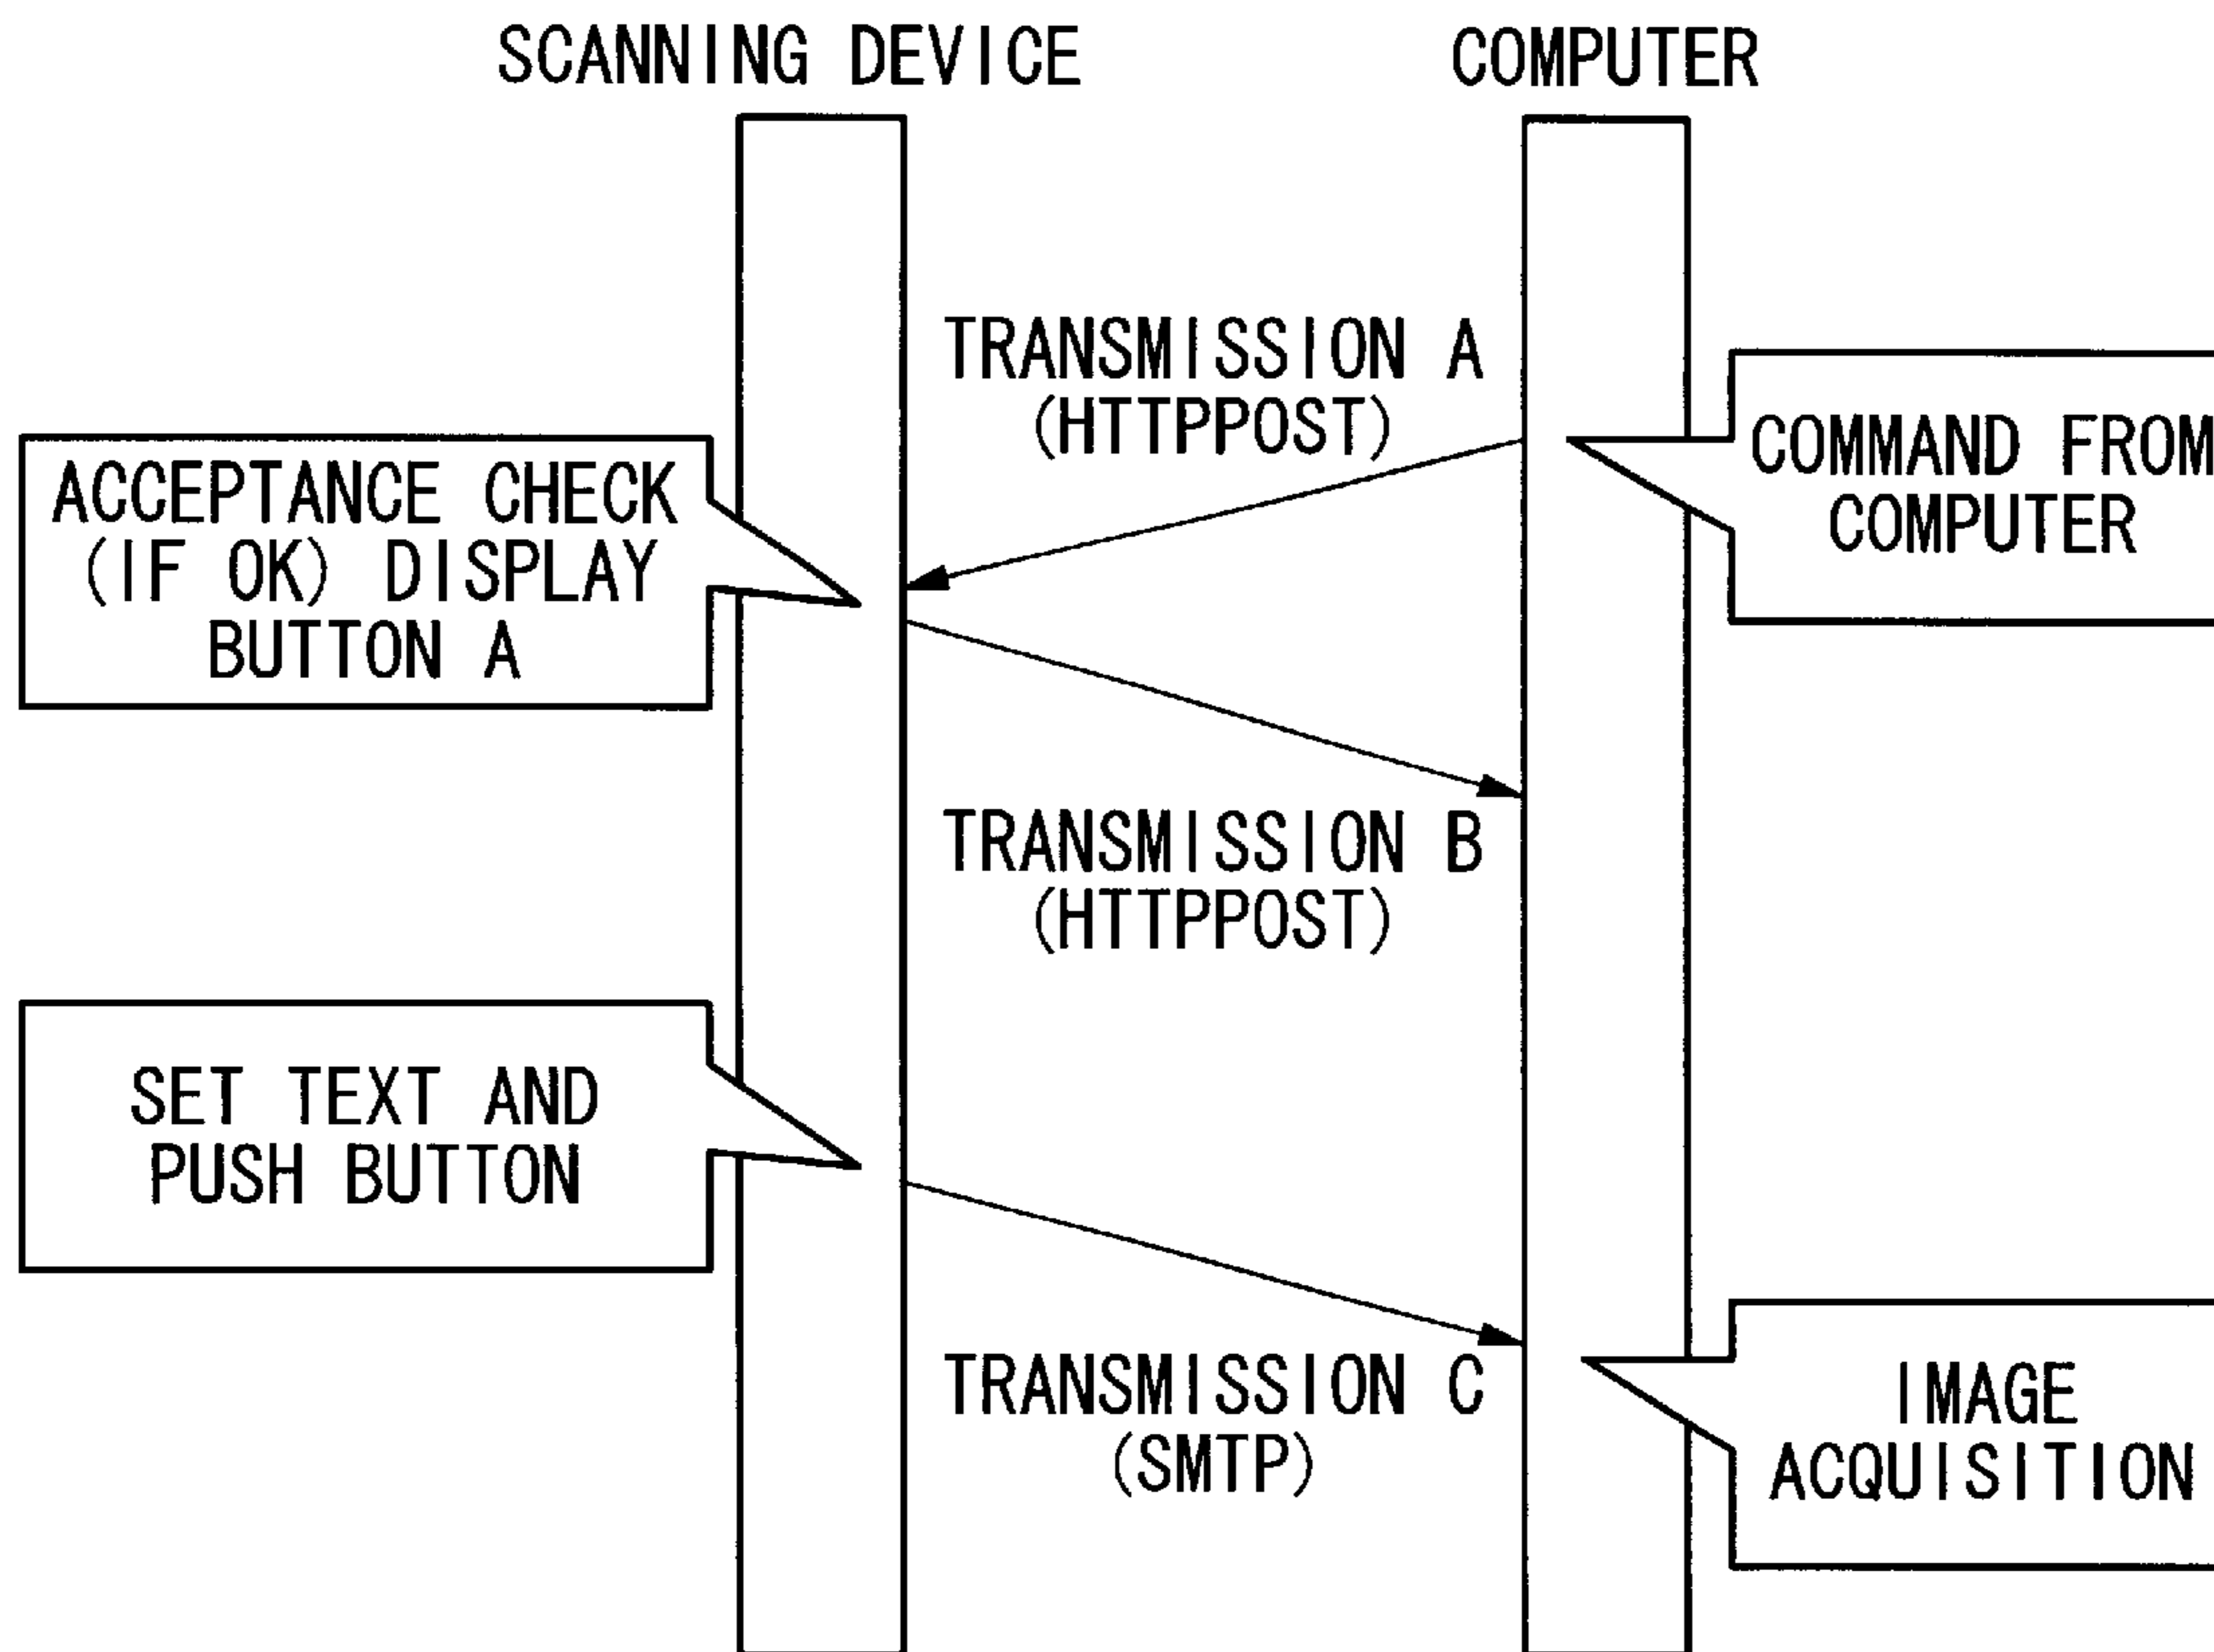 SCANNING DEVICE
COMPUTER
TRANSMISSION A
(HTTPPOST)
COMMAND FROM
COMPUTER
ACCEPTANCE CHECK
(IF OK) DISPLAY
BUTTON A
TRANSMISSION B
(HTTPPOST)
SET TEXT AND
PUSH BUTTON
TRANSMISSION C
(SMTP)
IMAGE
ACQUISITION